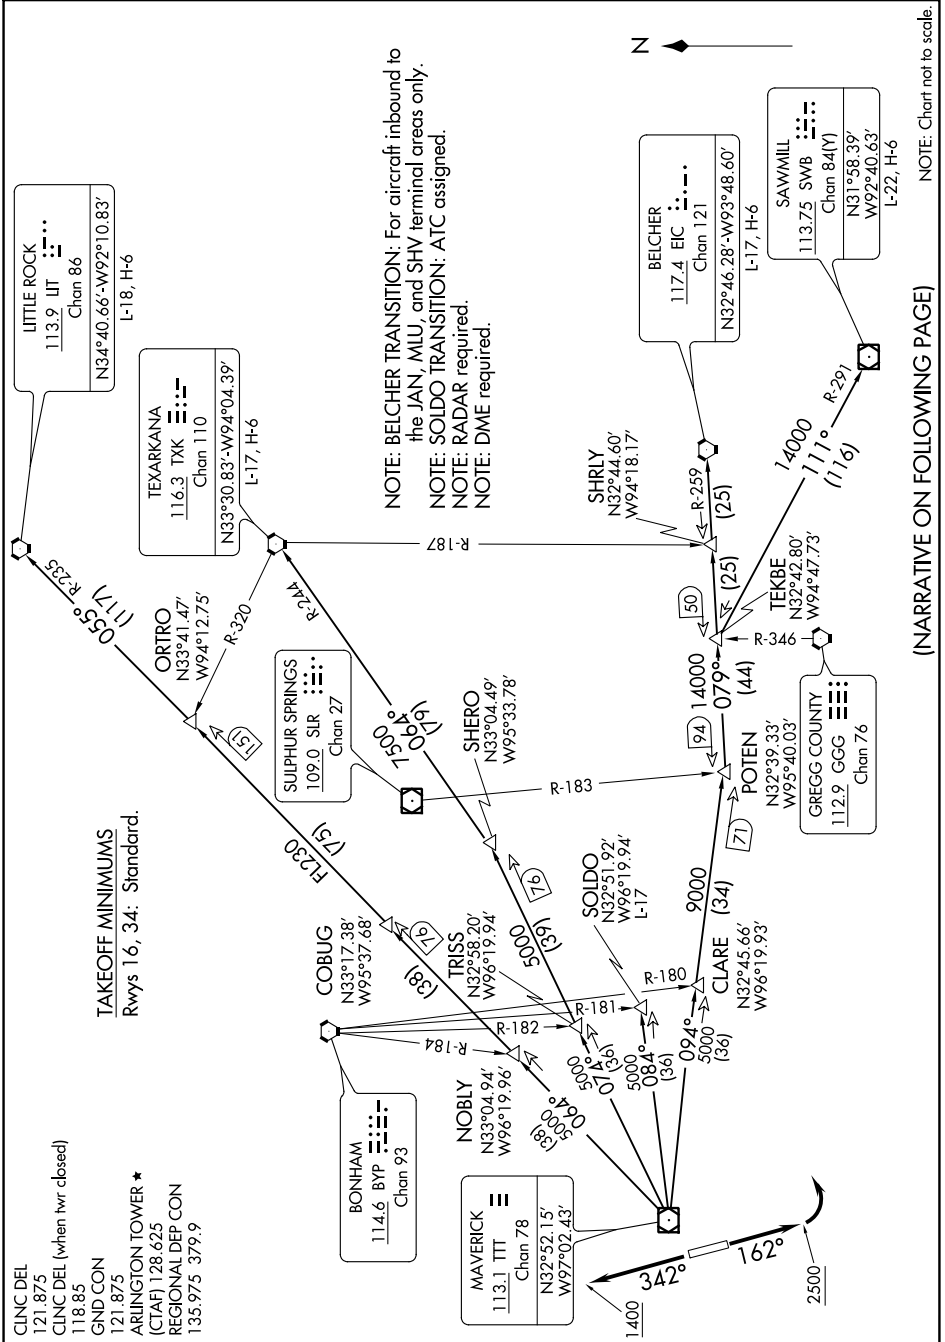 CLNC DEL
121.875
CLNC DEL (when twr closed)
118.85
GND CON
121.875
ARLINGTON TOWER ★
(CTAF) 128.625
REGIONAL DEP CON
135.975 379.9
TAKEOFF MINIMUMS
Rwys 16, 34: Standard.
LITTLE ROCK
113.9 LIT
Chan 86
N34°40.66′-W92°10.83′
L-18, H-6
TEXARKANA
116.3 TXK
Chan 110
N33°30.83′-W94°04.39′
L-17, H-6
R-235
055°
(117)
ORTRO
N33°41.47′
W94°12.75′
R-320
(151)
R-244
R-187
SULPHUR SPRINGS
109.0 SLR
Chan 27
7500
064°
(79)
SHERO
N33°04.49′
W95°33.78′
R-183
FL230
(75)
COBUG
N33°17.38′
W95°37.68′
76
(38)
TRISS
N32°58.20′
W96°19.94′
5000
(39)
76
SOLDO
N32°51.92′
W96°19.94′
L-17
BONHAM
114.6 BYP
Chan 93
R-184
R-182
R-181
R-180
NOBLY
N33°04.94′
W96°19.96′
064°
5000
(38)
5000
074°
(36)
5000
084°
(36)
094°
5000
(36)
CLARE
N32°45.66′
W96°19.93′
9000
(34)
71
94
POTEN
N32°39.33′
W95°40.03′
14000
079°
(44)
50
TEKBE
N32°42.80′
W94°47.73′
R-346
GREGG COUNTY
112.9 GGG
Chan 76
(25)
SHRLY
N32°44.60′
W94°18.17′
R-259
(25)
BELCHER
117.4 EIC
Chan 121
N32°46.28′-W93°48.60′
L-17, H-6
14000
111°
(116)
R-291
SAWMILL
113.75 SWB
Chan 84(Y)
N31°58.39′
W92°40.63′
L-22, H-6
MAVERICK
113.1 TTT
Chan 78
N32°52.15′
W97°02.43′
342°
1400
162°
2500
NOTE: BELCHER TRANSITION: For aircraft inbound to
the JAN, MLU, and SHV terminal areas only.
NOTE: SOLDO TRANSITION: ATC assigned.
NOTE: RADAR required.
NOTE: DME required.
N
NOTE: Chart not to scale.
(NARRATIVE ON FOLLOWING PAGE)